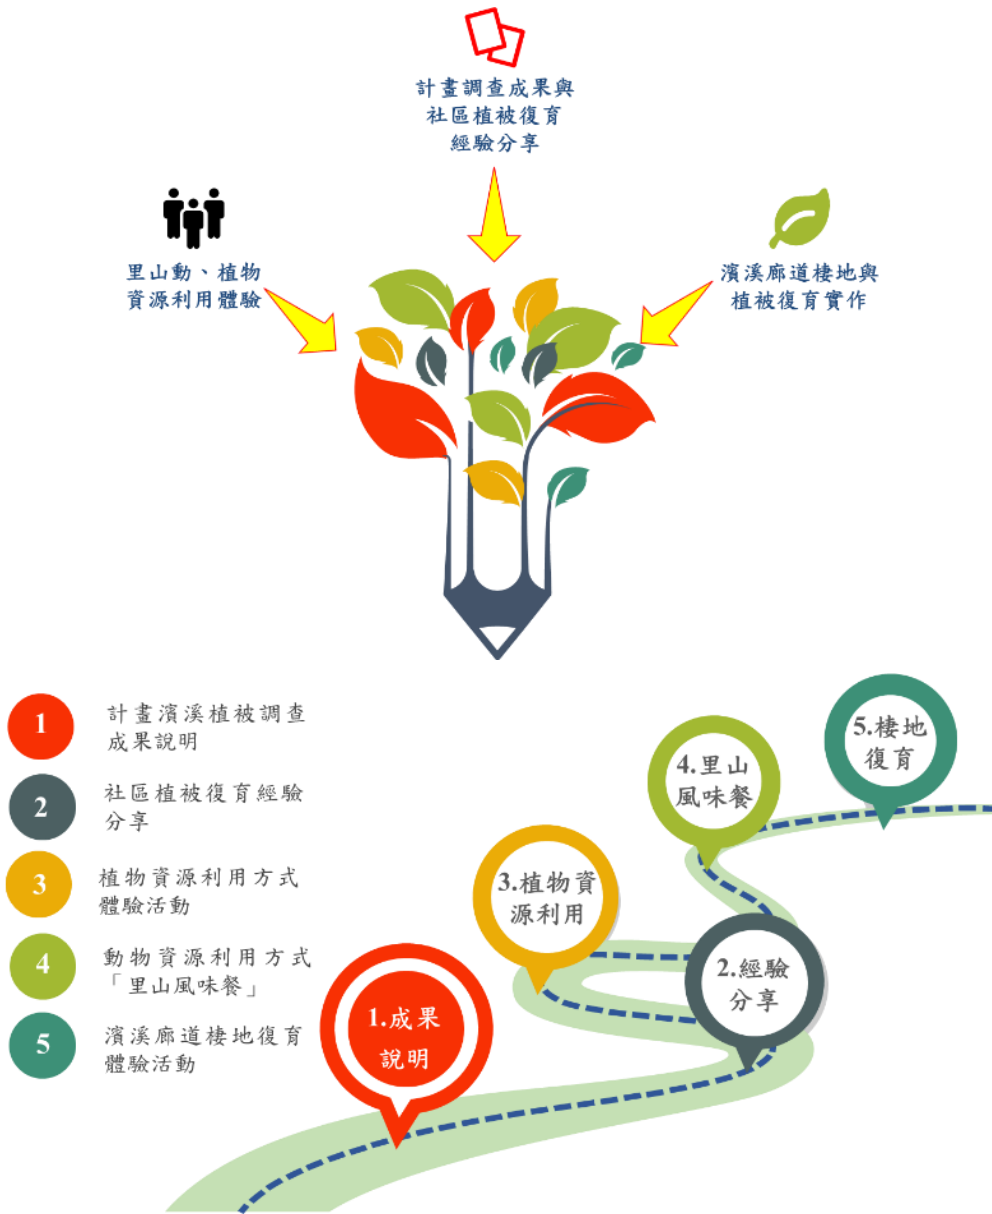 計畫調查成果與
社區植被復育
經驗分享
里山動、植物
資源利用體驗
濱溪廊道棲地與
植被復育實作
1
計畫濱溪植被調查
成果說明
2
社區植被復育經驗
分享
3
植物資源利用方式
體驗活動
4
動物資源利用方式
「里山風味餐」
5
濱溪廊道棲地復育
體驗活動
1.成果
說明
2.經驗
分享
3.植物資
源利用
4.里山
風味餐
5.棲地
復育